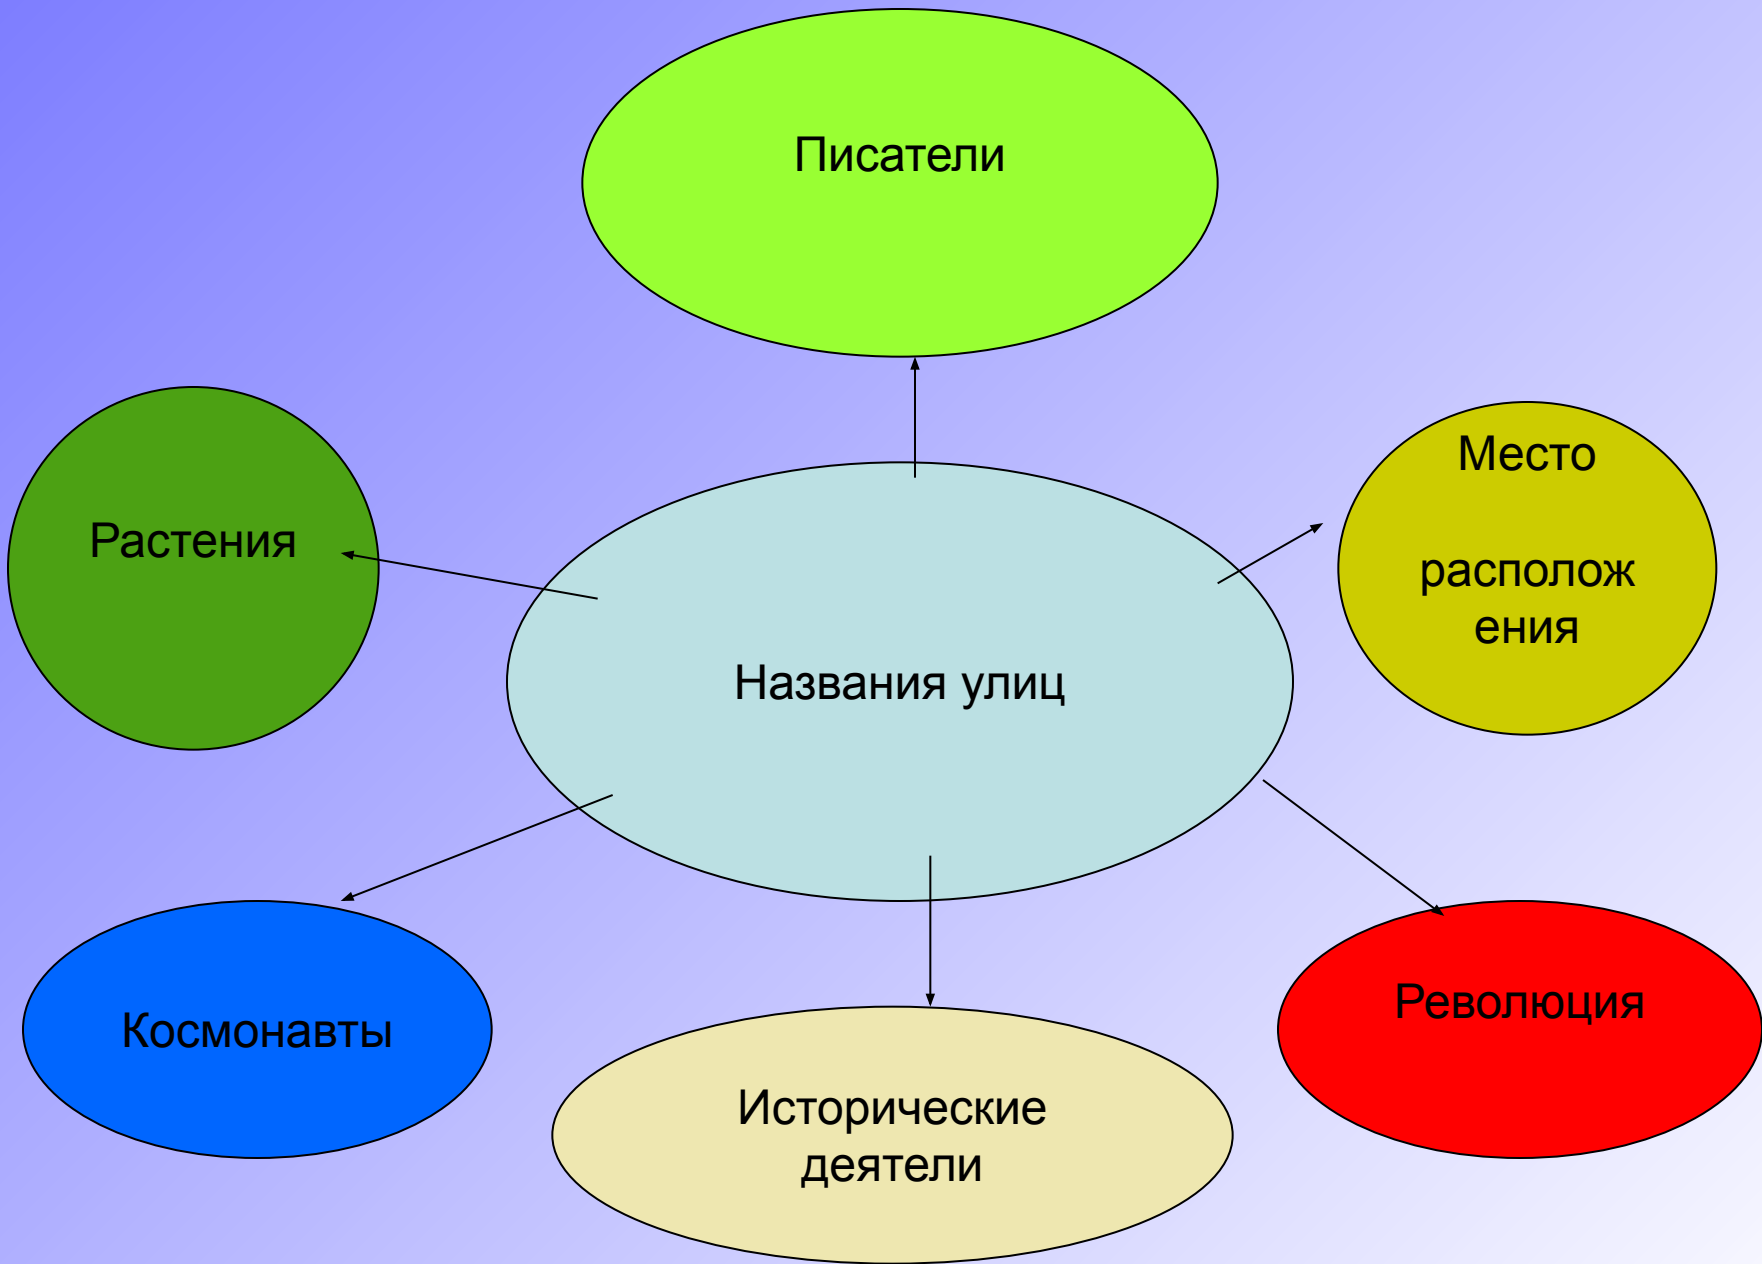 Писатели
Растения
Место
располож
ения
Названия улиц
Космонавты
Исторические
деятели
Революция